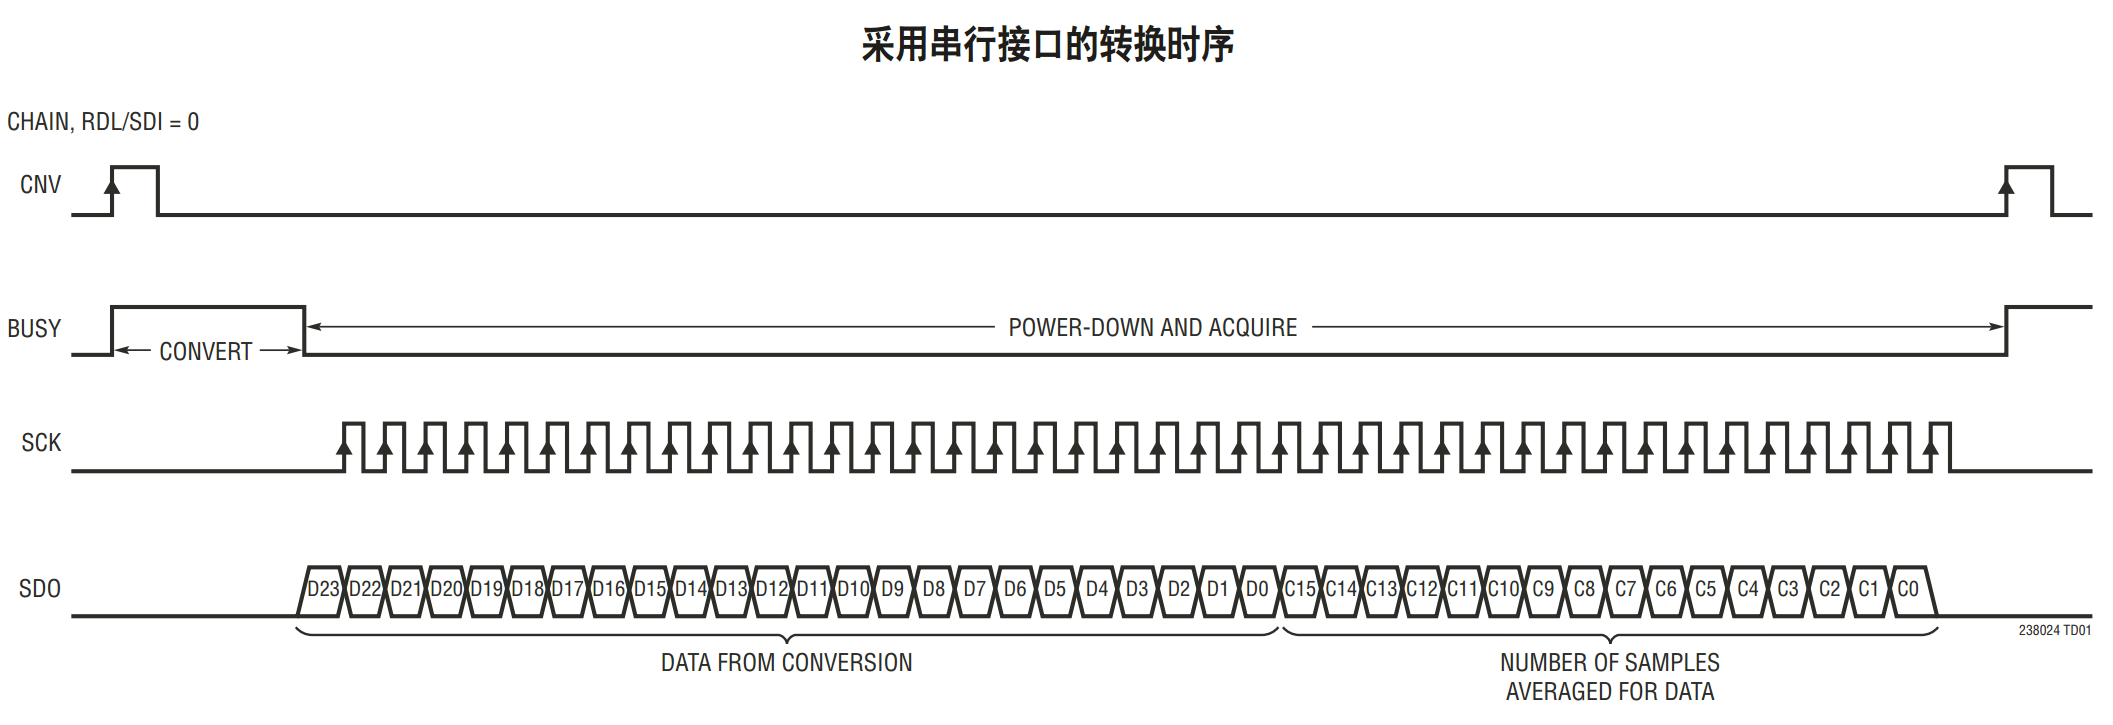 采用串行接口的转换时序
CHAIN, RDL/SDI = 0
CNV
BUSY
CONVERT
POWER-DOWN AND ACQUIRE
SCK
SDO
D23 D22 D21 D20 D19 D18 D17 D16 D15 D14 D13 D12 D11 D10 D9 D8 D7 D6 D5 D4 D3 D2 D1 D0 C15 C14 C13 C12 C11 C10 C9 C8 C7 C6 C5 C4 C3 C2 C1 C0
238024 TD01
DATA FROM CONVERSION
NUMBER OF SAMPLES
AVERAGED FOR DATA